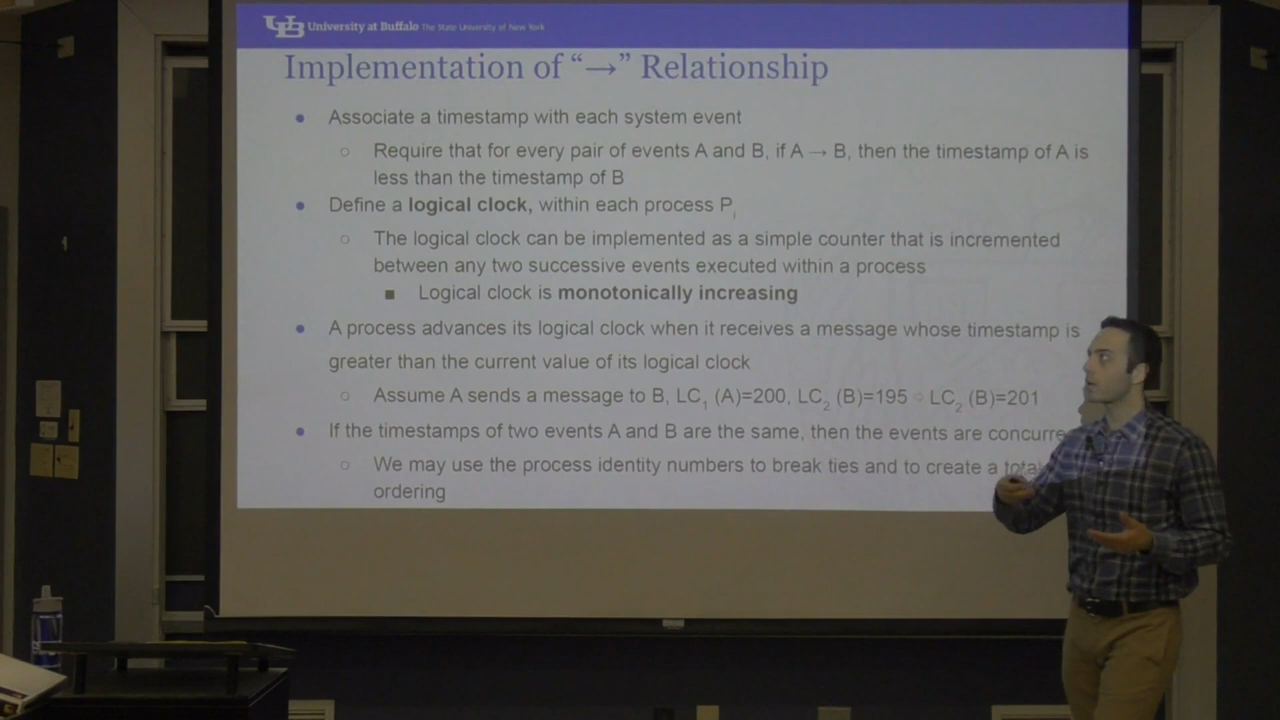 UB University at Buffalo The State University of New York
Implementation of “→” Relationship
● Associate a timestamp with each system event
○ Require that for every pair of events A and B, if A → B, then the timestamp of A is
less than the timestamp of B
● Define a logical clock, within each process Pi
○ The logical clock can be implemented as a simple counter that is incremented
between any two successive events executed within a process
■ Logical clock is monotonically increasing
● A process advances its logical clock when it receives a message whose timestamp is
greater than the current value of its logical clock
○ Assume A sends a message to B, LC1 (A)=200, LC2 (B)=195 ⇨ LC2 (B)=201
● If the timestamps of two events A and B are the same, then the events are concurre
○ We may use the process identity numbers to break ties and to create a total
ordering